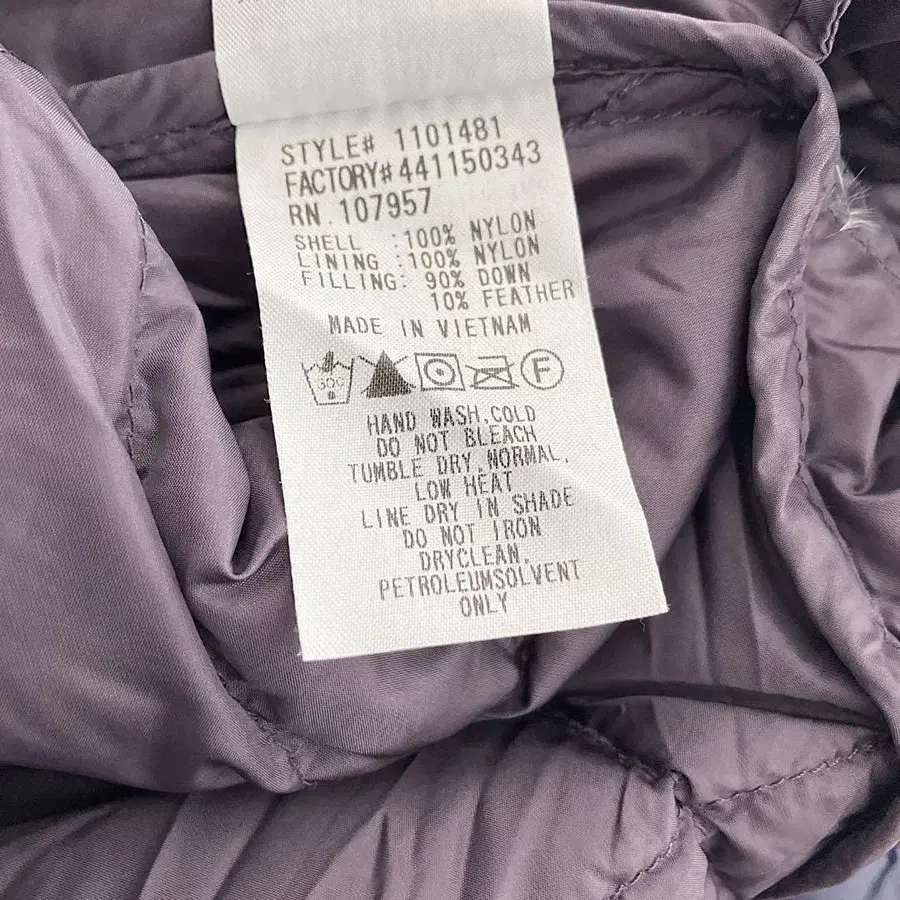 STYLE# 1101481
FACTORY#441150343
RN.107957
SHELL :100% NYLON
LINING :100% NYLON
FILLING: 90% DOWN
10% FEATHER
MADE IN VIETNAM
30C F
HAND WASH,COLD
DO NOT BLEACH
TUMBLE DRY,NORMAL,
LOW HEAT
LINE DRY IN SHADE
DO NOT IRON
DRYCLEAN,
PETROLEUMSOLVENT
ONLY